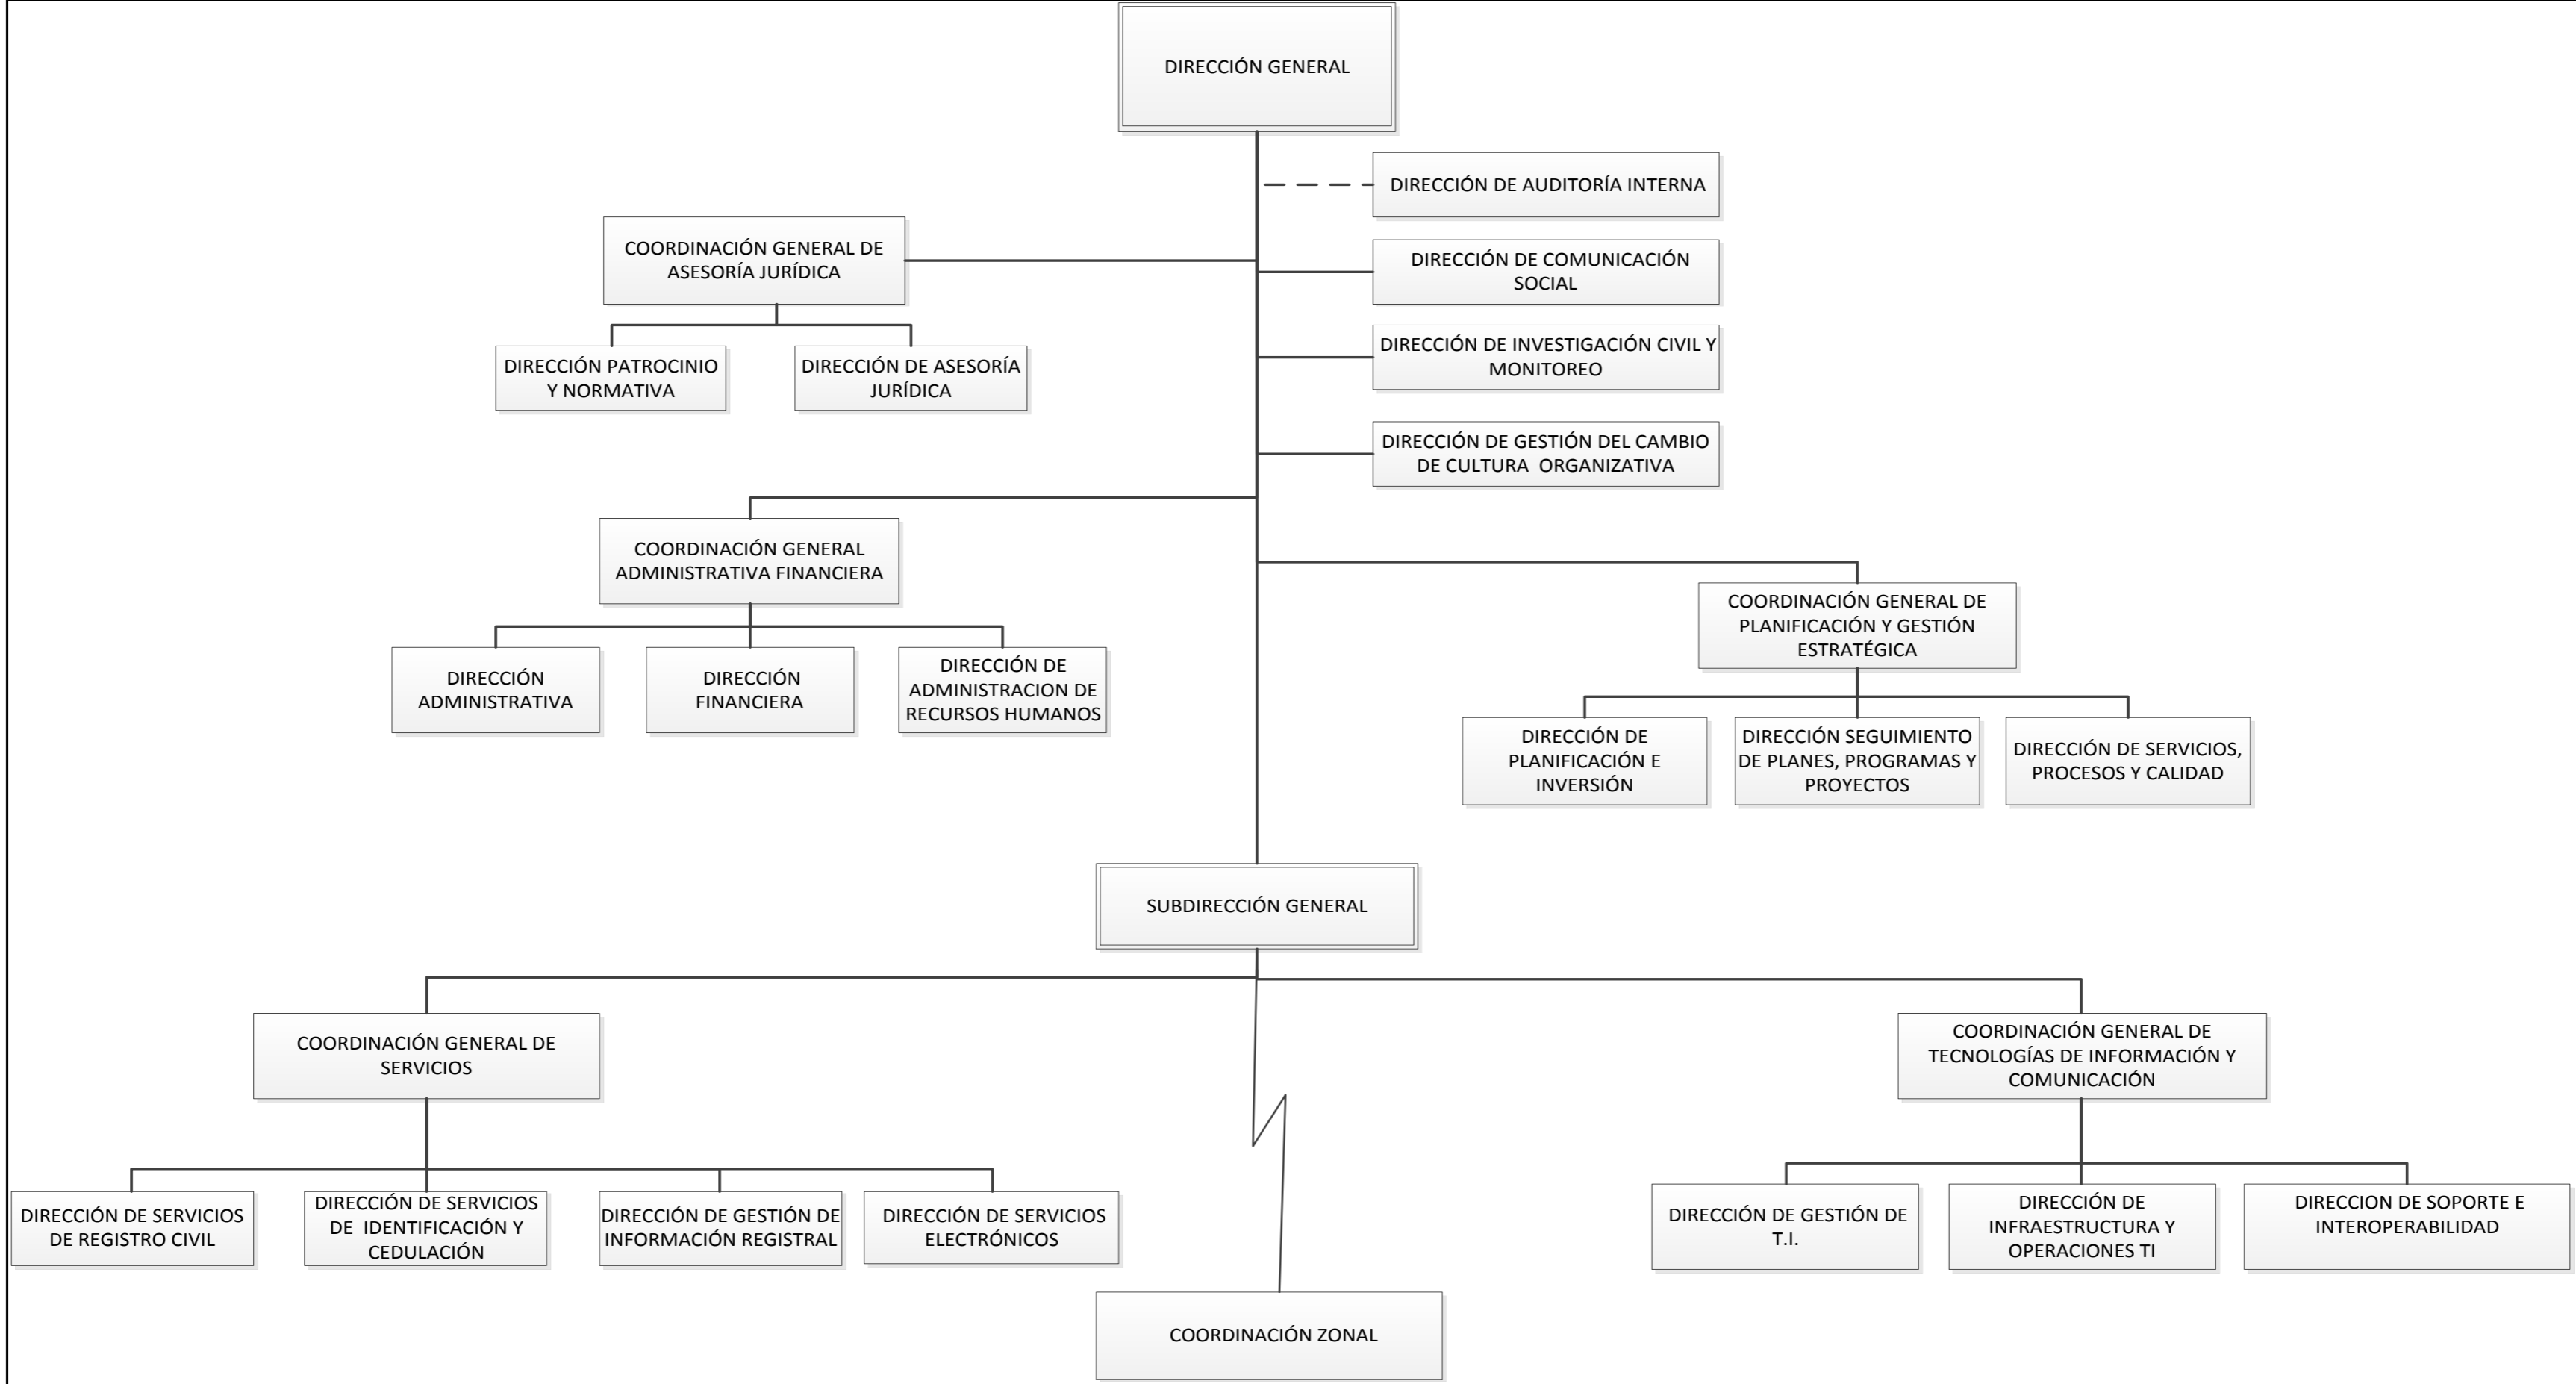 DIRECCIÓN GENERAL
DIRECCIÓN DE AUDITORÍA INTERNA
COORDINACIÓN GENERAL DE
ASESORÍA JURÍDICA
DIRECCIÓN DE COMUNICACIÓN
SOCIAL
DIRECCIÓN DE INVESTIGACIÓN CIVIL Y
MONITOREO
DIRECCIÓN PATROCINIO
Y NORMATIVA
DIRECCIÓN DE ASESORÍA
JURÍDICA
DIRECCIÓN DE GESTIÓN DEL CAMBIO
DE CULTURA  ORGANIZATIVA
COORDINACIÓN GENERAL
ADMINISTRATIVA FINANCIERA
COORDINACIÓN GENERAL DE
PLANIFICACIÓN Y GESTIÓN
ESTRATÉGICA
DIRECCIÓN
ADMINISTRATIVA
DIRECCIÓN
FINANCIERA
DIRECCIÓN DE
ADMINISTRACION DE
RECURSOS HUMANOS
DIRECCIÓN DE
PLANIFICACIÓN E
INVERSIÓN
DIRECCIÓN SEGUIMIENTO
DE PLANES, PROGRAMAS Y
PROYECTOS
DIRECCIÓN DE SERVICIOS,
PROCESOS Y CALIDAD
SUBDIRECCIÓN GENERAL
COORDINACIÓN GENERAL DE
SERVICIOS
COORDINACIÓN GENERAL DE
TECNOLOGÍAS DE INFORMACIÓN Y
COMUNICACIÓN
DIRECCIÓN DE SERVICIOS
DE REGISTRO CIVIL
DIRECCIÓN DE SERVICIOS
DE  IDENTIFICACIÓN Y
CEDULACIÓN
DIRECCIÓN DE GESTIÓN DE
INFORMACIÓN REGISTRAL
DIRECCIÓN DE SERVICIOS
ELECTRÓNICOS
DIRECCIÓN DE GESTIÓN DE
T.I.
DIRECCIÓN DE
INFRAESTRUCTURA Y
OPERACIONES TI
DIRECCION DE SOPORTE E
INTEROPERABILIDAD
COORDINACIÓN ZONAL